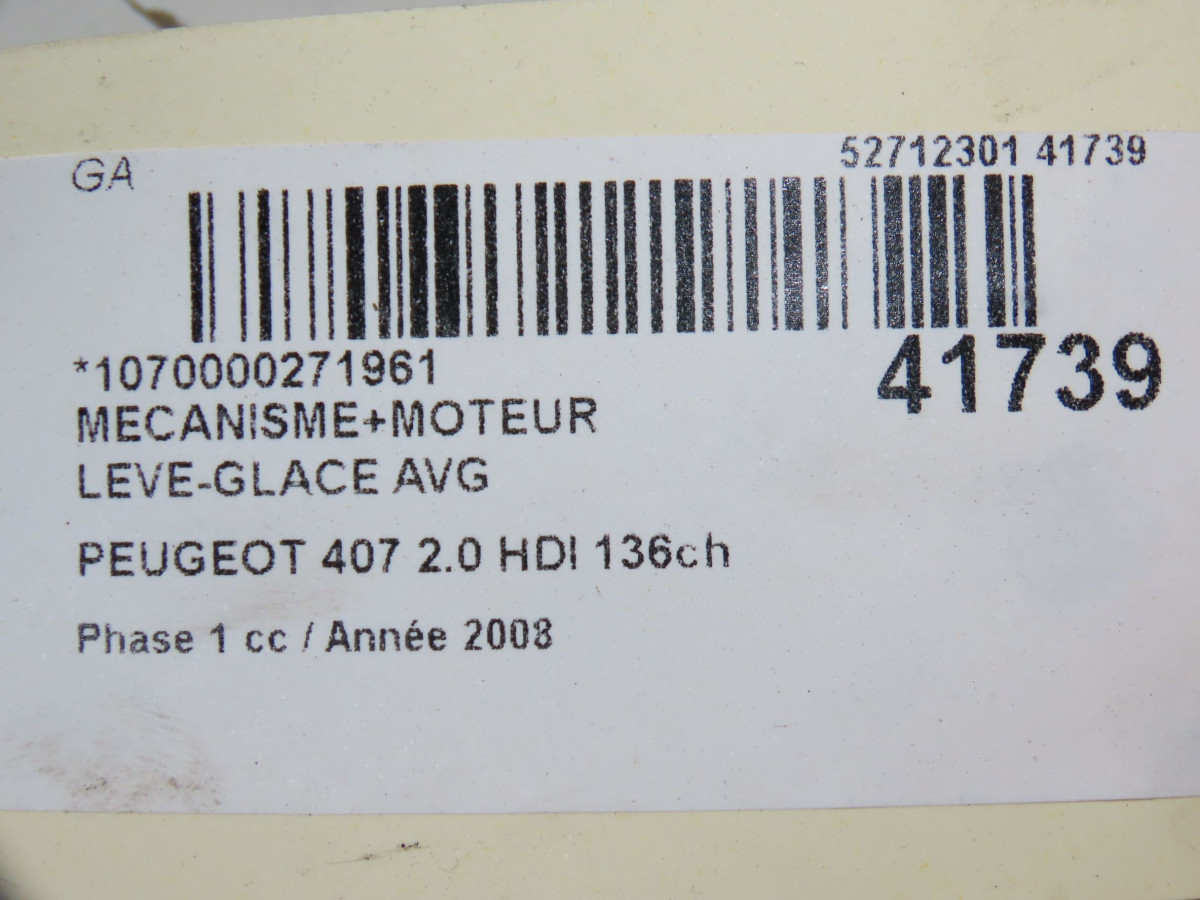 GA
52712301 41739
*1070000271961
41739
MECANISME+MOTEUR
LEVE-GLACE AVG
PEUGEOT 407 2.0 HDI 136ch
Phase 1 cc / Année 2008